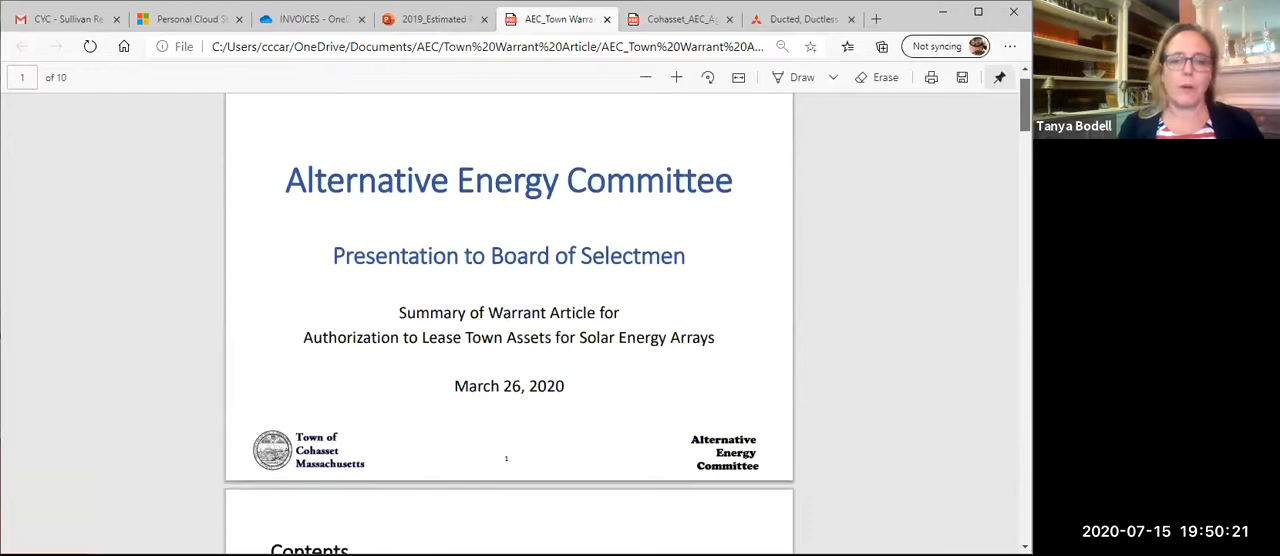 CYC - Sullivan Re
Personal Cloud St
INVOICES - OneD
2019_Estimated
AEC_Town Warra
Cohasset_AEC_A
Ducted, Ductless
File
C:/Users/cccar/OneDrive/Documents/AEC/Town%20Warrant%20Article/AEC_Town%20Warrant%20A...
Not syncing
1 of 10
Draw
Erase
Tanya Bodell
Alternative Energy Committee
Presentation to Board of Selectmen
Summary of Warrant Article for
Authorization to Lease Town Assets for Solar Energy Arrays
March 26, 2020
Town of
Cohasset
Massachusetts
1
Alternative
Energy
Committee
Contents
2020-07-15 19:50:21